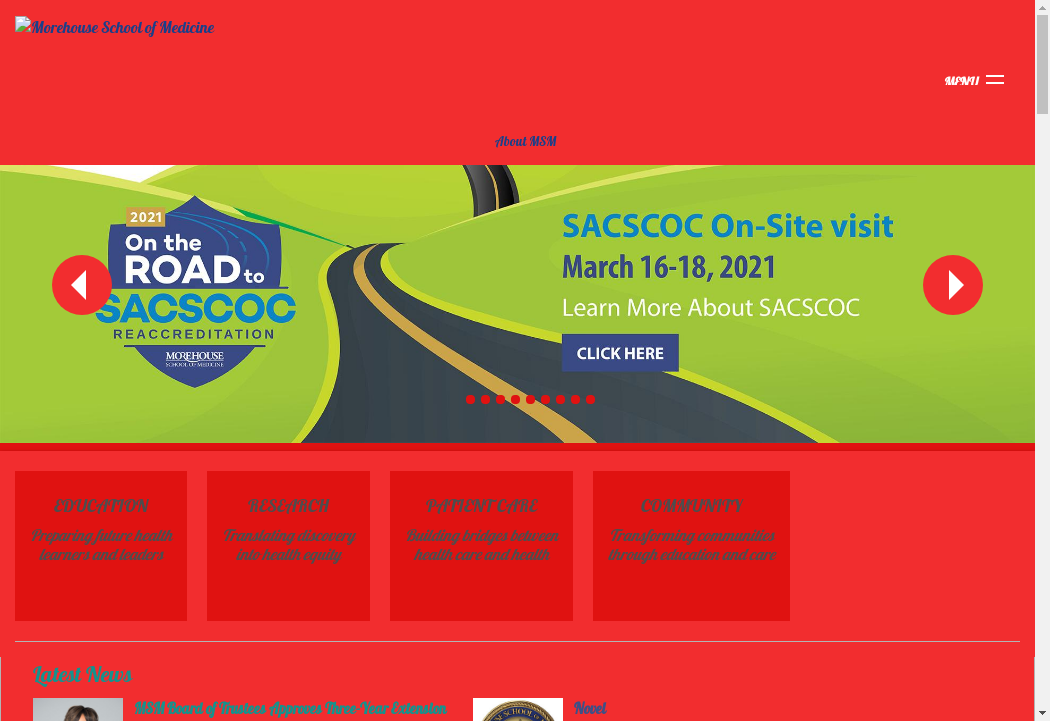 Morehouse School of Medicine
MENU
About MSM
2021
On the
ROAD to
SACSCOC
REACCREDITATION
MOREHOUSE
SCHOOL OF MEDICINE
SACSCOC On-Site visit
March 16-18, 2021
Learn More About SACSCOC
CLICK HERE
EDUCATION
Preparing future health
learners and leaders
RESEARCH
Translating discovery
into health equity
PATIENT CARE
Building bridges between
health care and health
COMMUNITY
Transforming communities
through education and care
Latest News
MSM Board of Trustees Approves Three-Year Extension
Novel